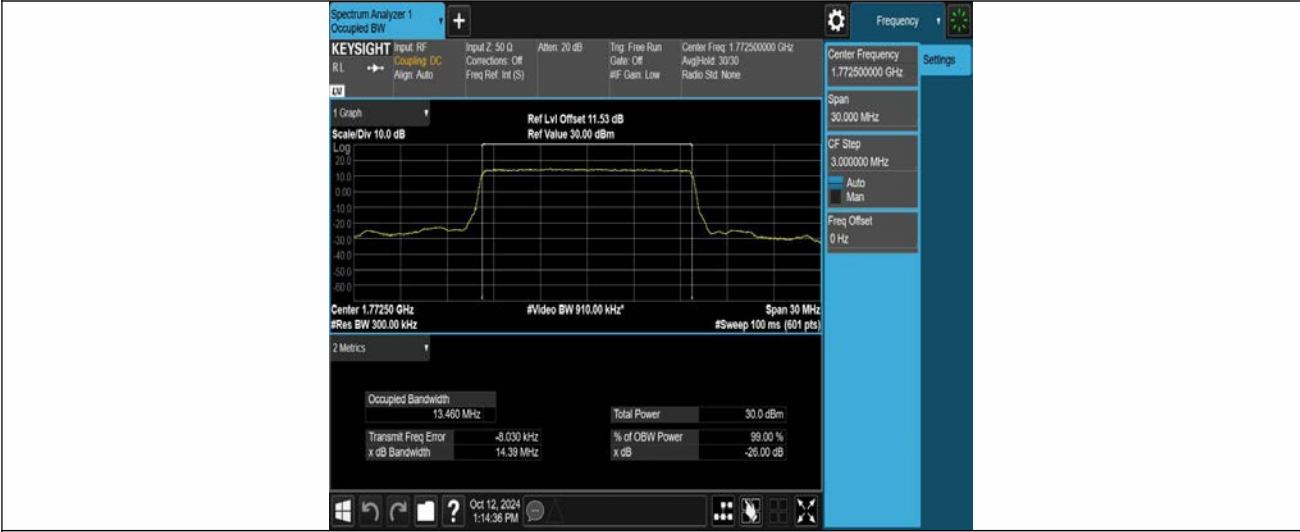 Spectrum Analyzer 1
Occupied BW
Frequency
KEYSIGHT
RL
Input: RF
Coupling: DC
Align: Auto
Input Z: 50 Ω
Corrections: Off
Freq Ref: Int (S)
Atten: 20 dB
Trig: Free Run
Gate: Off
#IF Gain: Low
Center Freq: 1.772500000 GHz
Avg|Hold: 30/30
Radio Std: None
Center Frequency
1.772500000 GHz
Settings
Span
30.000 MHz
CF Step
3.000000 MHz
Auto
Man
Freq Offset
0 Hz
1 Graph
Scale/Div 10.0 dB
Ref Lvl Offset 11.53 dB
Ref Value 30.00 dBm
Log
20.0
10.0
0.00
-10.0
-20.0
-30.0
-40.0
-50.0
-60.0
Center 1.77250 GHz
#Res BW 300.00 kHz
#Video BW 910.00 kHz*
Span 30 MHz
#Sweep 100 ms (601 pts)
2 Metrics
Occupied Bandwidth
13.460 MHz
Total Power 30.0 dBm
Transmit Freq Error -8.030 kHz
% of OBW Power 99.00 %
x dB Bandwidth 14.39 MHz
x dB -26.00 dB
Oct 12, 2024
1:14:36 PM